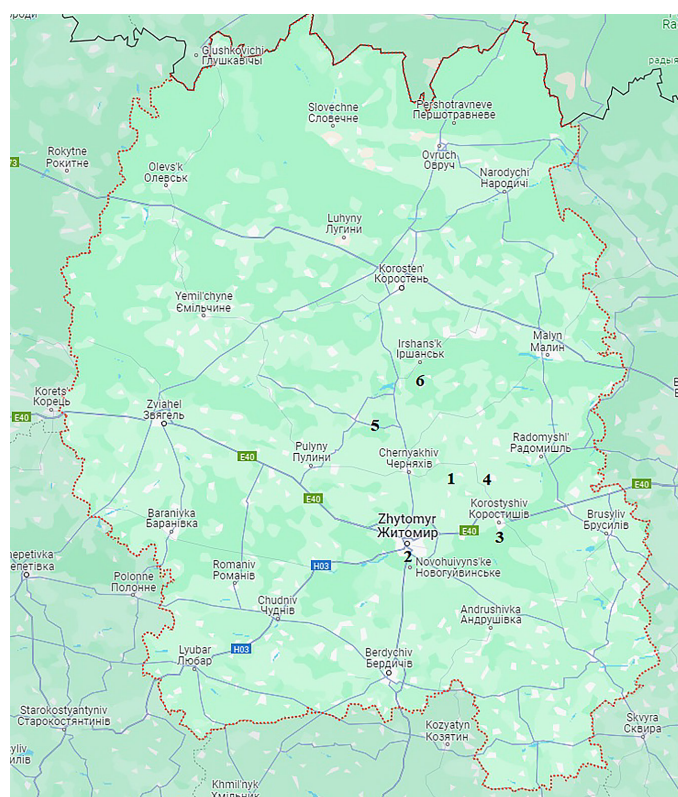 Glushkovichi
Глушкавічы
Slovechne
Словечне
Pershotravneve
Першотравневе
Rokytne
Рокитне
Ovruch
Овруч
Olevs'k
Олевськ
Narodychi
Народичі
Luhyny
Лугини
Korosten'
Коростень
Yemil'chyne
Ємільчине
Irshans'k
Іршанськ
Malyn
Малин
6
Korets'
Корець
Zviahel
Звягель
E40
5
Radomyshl'
Радомишль
E40
Pulyny
Пулини
Chernyakhiv
Черняхів
1
4
E40
E40
Korostyshiv
Коростишів
Baranivka
Баранівка
Zhytomyr
Житомир
Brusyliv
Брусилів
E40
3
2
H03
Novohuivyns'ke
Новогуйвинське
Romaniv
Романів
Polonne
Полонне
Chudniv
Чуднів
Andrushivka
Андрушівка
Lyubar
Любар
H03
Berdychiv
Бердичів
Starokostyantyniv
Старокостянтинів
Kozyatyn
Козятин
Skvyra
Сквира
Khmil'nyk